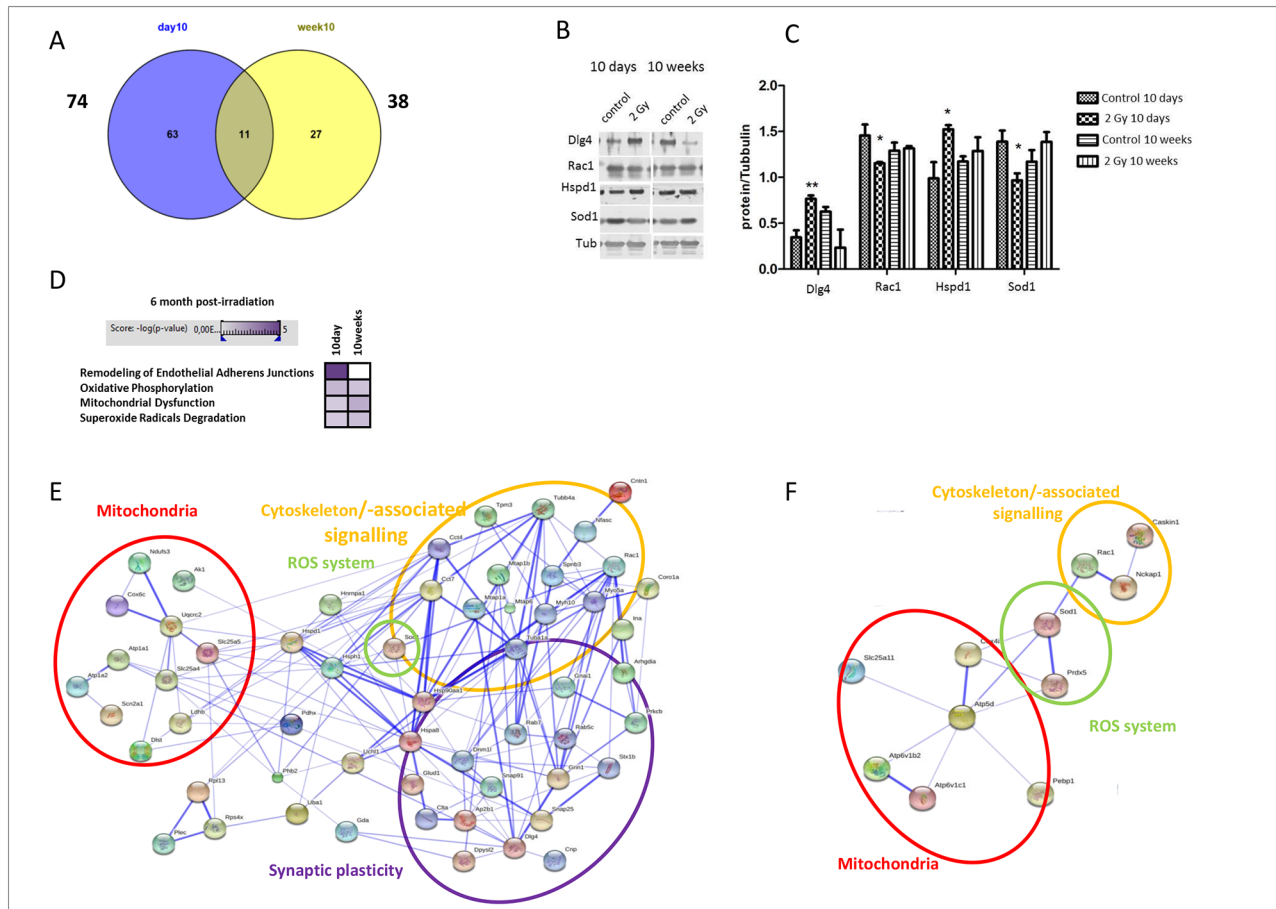 A
day10
week10
74
38
63
11
27
B
10 days
10 weeks
control
2 Gy
control
2 Gy
Dlg4
Rac1
Hspd1
Sod1
Tub
C
protein/Tubbulin
2.0
1.5
1.0
0.5
0.0
**
*
*
*
Dlg4
Rac1
Hspd1
Sod1
Control 10 days
2 Gy 10 days
Control 10 weeks
2 Gy 10 weeks
D
6 month post-irradiation
Score: -log(p-value)
0,00E...
5
10day
10weeks
Remodeling of Endothelial Adherens Junctions
Oxidative Phosphorylation
Mitochondrial Dysfunction
Superoxide Radicals Degradation
E
Mitochondria
Cytoskeleton/-associated
signalling
ROS system
Synaptic plasticity
Ndufs3
Ak1
Cox6c
Uqcrc2
Slc25a5
Atp1a1
Slc25a4
Atp1a2
Scn2a1
Ldhb
Dlst
Hnrnpa1
Hspd1
Hsph1
Pdhx
Phb2
Rpl13
Rps4x
Plec
Uba1
Uchl1
Gda
Cntn1
Tubb4a
Tpm3
Nfasc
Cct4
Rac1
Mtap1b
Spnb3
Cct7
Myo5a
Coro1a
Mtap1a
Mtap6
Myh10
Ina
Tuba1a
Arhgdia
Gnai1
Hsp90aa1
Prkcb
Rab7
Rab5c
Hspa8
Dnm1l
Stx1b
Glud1
Snap91
Clta
Ap2b1
Snap25
Dlg4
Dpysl2
Cnp
F
Cytoskeleton/-associated
signalling
Caskin1
Rac1
Nckap1
Sod1
Slc25a11
Prdx5
Atp5d
ROS system
Atp6v1b2
Atp6v1c1
Pebp1
Mitochondria